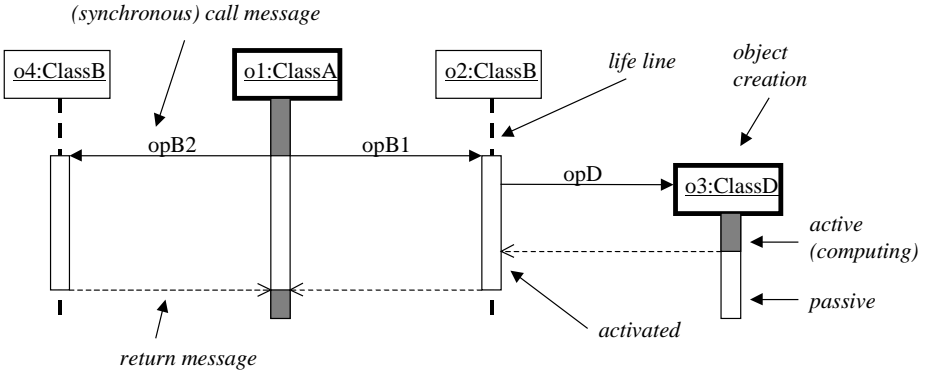 (synchronous) call message
o4:ClassB
o1:ClassA
o2:ClassB
life line
object
creation
opB2
opB1
opD
o3:ClassD
active
(computing)
passive
activated
return message